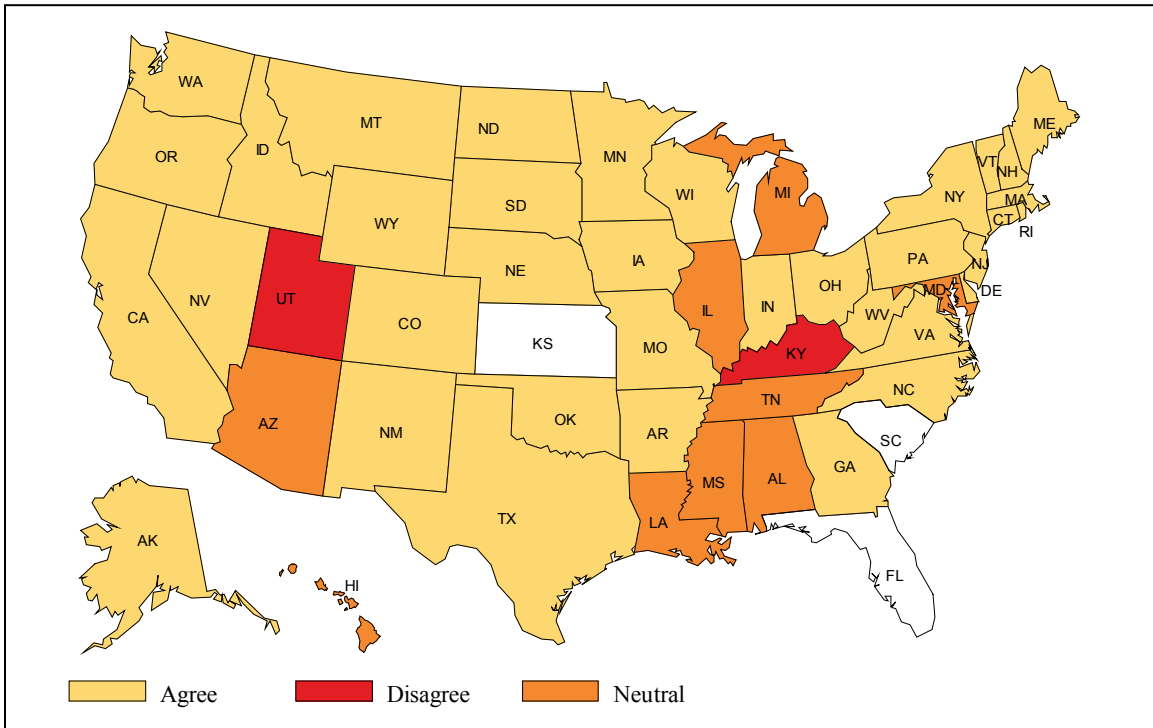 WA
MT
ND
MN
ME
OR
ID
WI
MI
VT
NH
SD
WY
NY
MA
CT
RI
NE
IA
PA
NJ
UT
NV
CO
CA
KS
MO
IL
IN
OH
MD
DE
WV
VA
KY
AZ
NM
OK
AR
TN
NC
SC
TX
LA
MS
AL
GA
AK
HI
FL
Agree Disagree Neutral